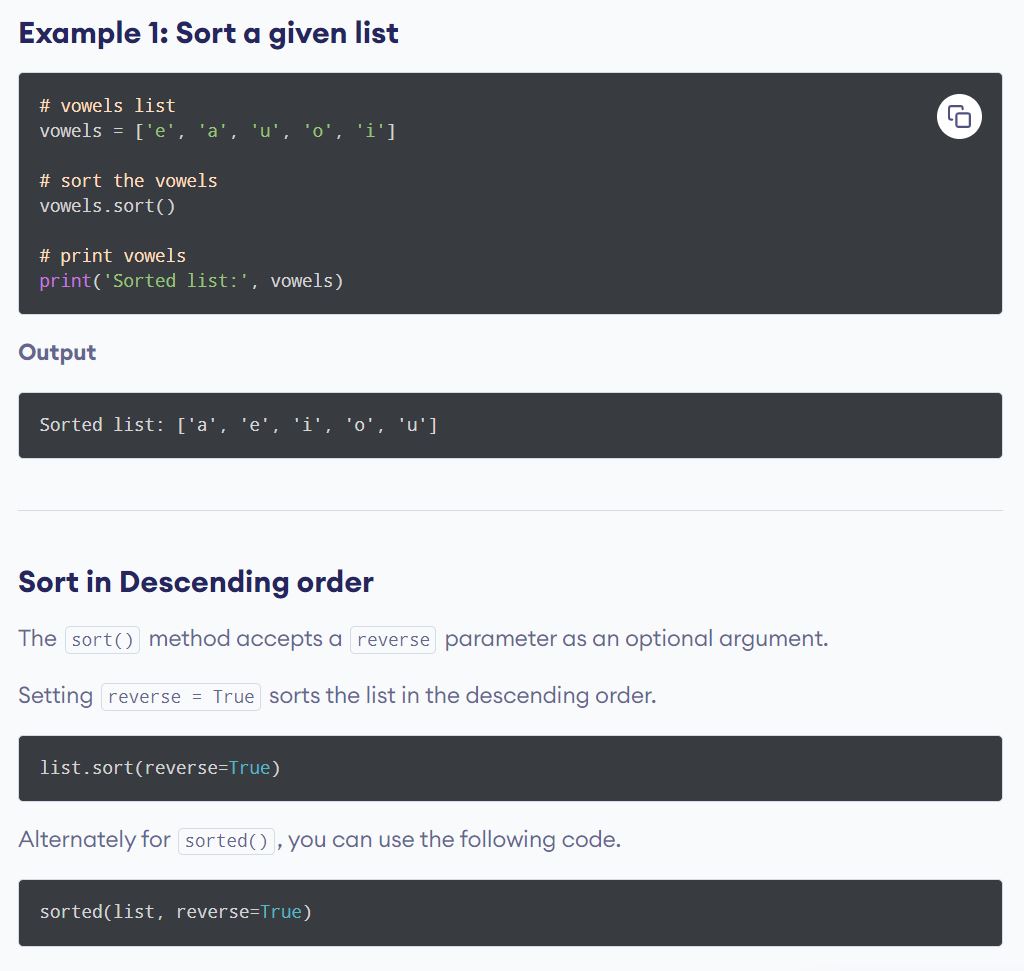 Example 1: Sort a given list
# vowels list
vowels = ['e', 'a', 'u', 'o', 'i']
# sort the vowels
vowels.sort()
# print vowels
print('Sorted list:', vowels)
Output
Sorted list: ['a', 'e', 'i', 'o', 'u']
Sort in Descending order
The sort() method accepts a reverse parameter as an optional argument.
Setting reverse = True sorts the list in the descending order.
list.sort(reverse=True)
Alternately for sorted(), you can use the following code.
sorted(list, reverse=True)